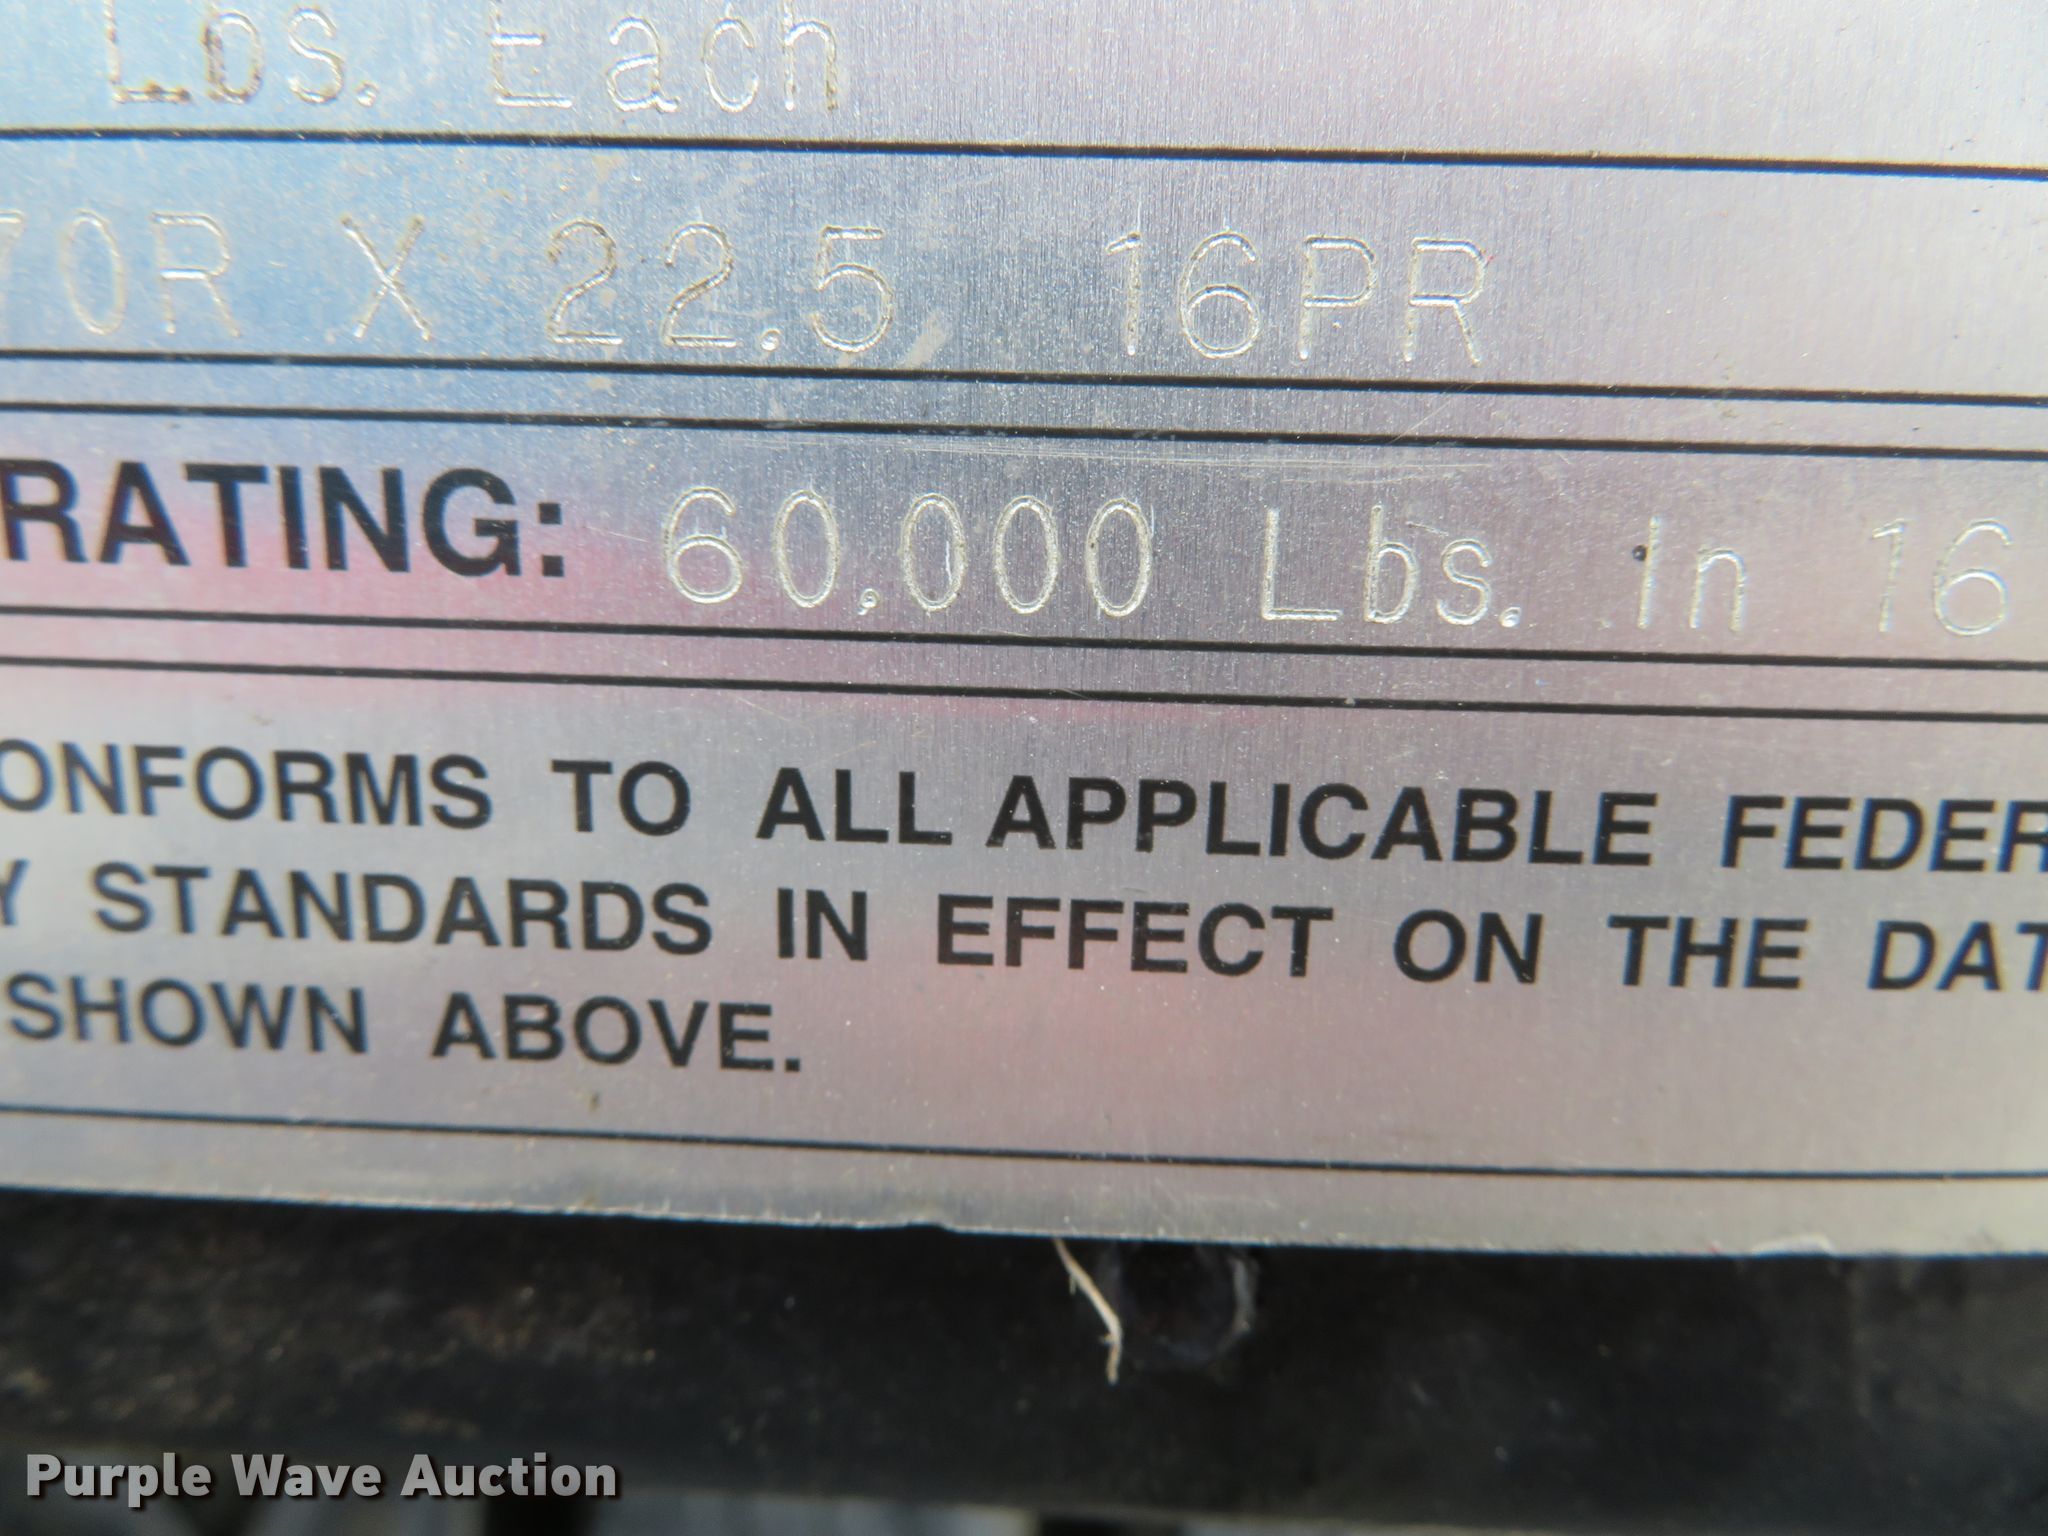 Lbs. Each
70R X 22.5 16PR
RATING: 60,000 Lbs. In 16
ONFORMS TO ALL APPLICABLE FEDER
Y STANDARDS IN EFFECT ON THE DAT
SHOWN ABOVE.
Purple Wave Auction